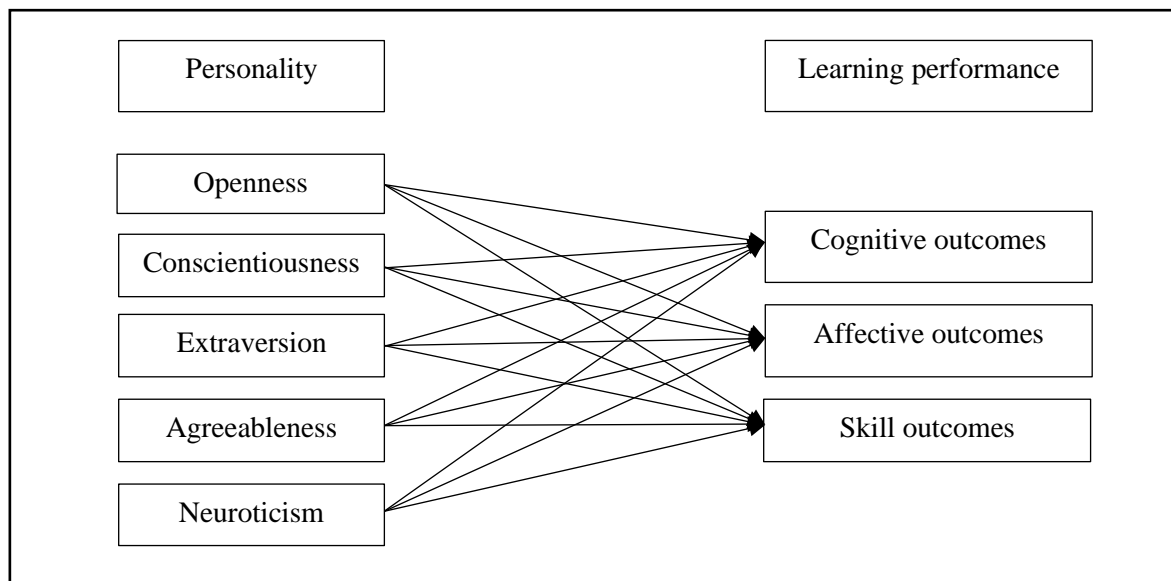 Personality
Learning performance
Openness
Conscientiousness
Extraversion
Agreeableness
Neuroticism
Cognitive outcomes
Affective outcomes
Skill outcomes